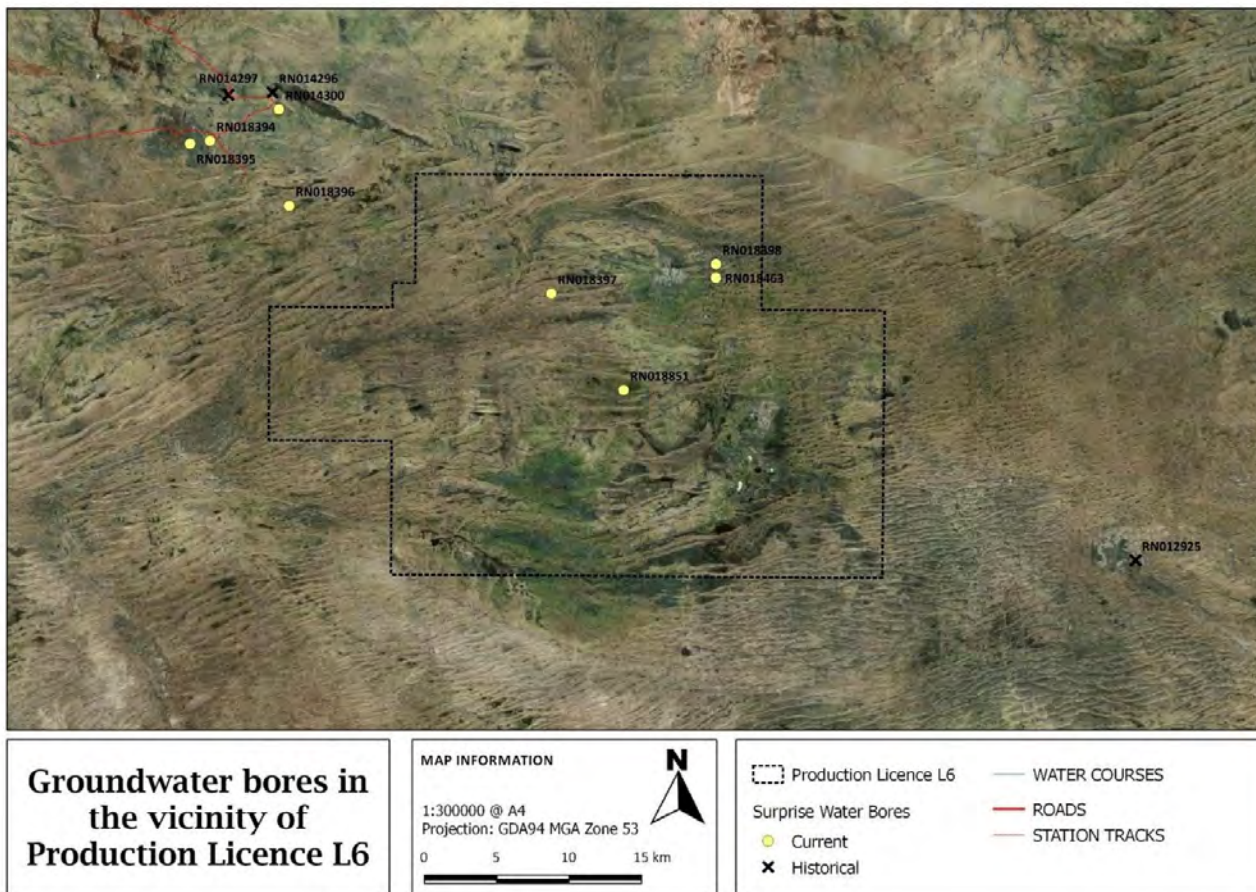 RN014297
RN014296
RN014300
RN018394
RN018395
RN018396
RN018398
RN018463
RN018397
RN018851
RN012925
Groundwater bores in
the vicinity of
Production Licence L6
MAP INFORMATION
N
1:300000 @ A4
Projection: GDA94 MGA Zone 53
0 5 10 15 km
Production Licence L6
Surprise Water Bores
Current
Historical
WATER COURSES
ROADS
STATION TRACKS